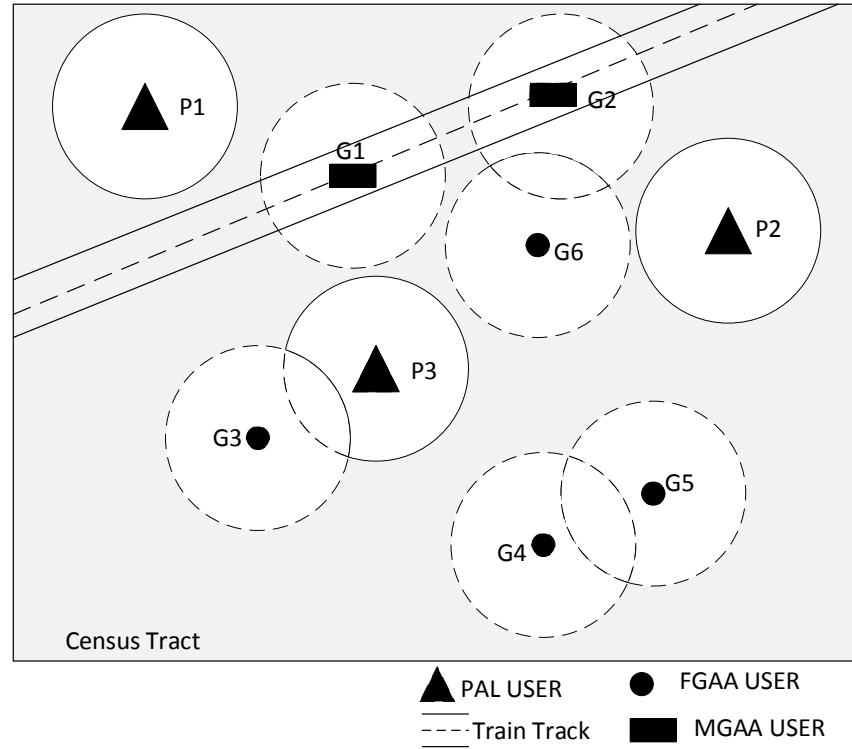 P1
G2
G1
P2
G6
P3
G3
G5
G4
Census Tract
PAL USER
FGAA USER
Train Track
MGAA USER